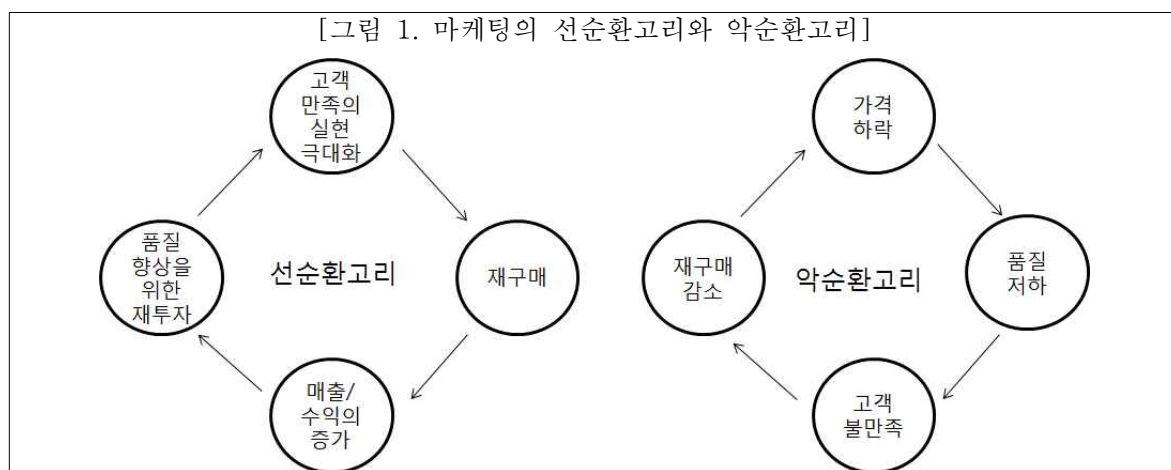 [그림 1. 마케팅의 선순환고리와 악순환고리]
고객
만족의
실현
극대화
재구매
매출/
수익의
증가
품질
향상을
위한
재투자
선순환고리
가격
하락
품질
저하
고객
불만족
재구매
감소
악순환고리